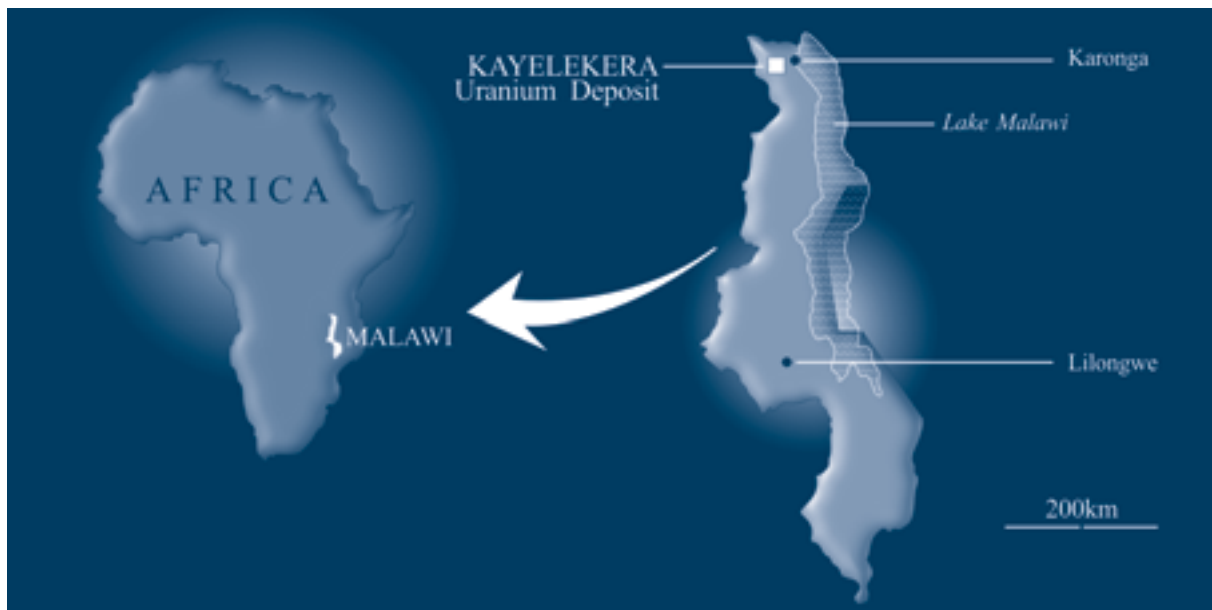 AFRICA
MALAWI
KAYELEKERA
Uranium Deposit
Karonga
Lake Malawi
Lilongwe
200km